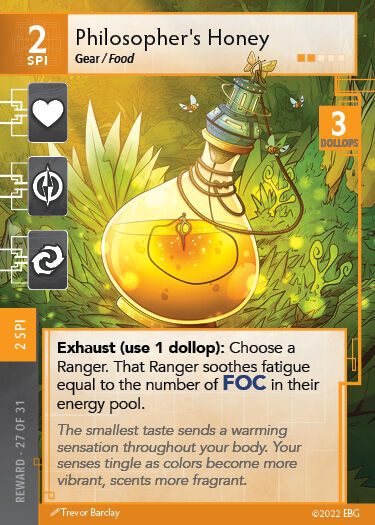 2
SPI
Philosopher's Honey
Gear / Food
3
DOLLOPS
2 SPI
Exhaust (use 1 dollop): Choose a
Ranger. That Ranger soothes fatigue
equal to the number of FOC in their
energy pool.
The smallest taste sends a warming
sensation throughout your body. Your
senses tingle as colors become more
vibrant, scents more fragrant.
REWARD - 27 OF 31
Trevor Barclay
©2022 EBG